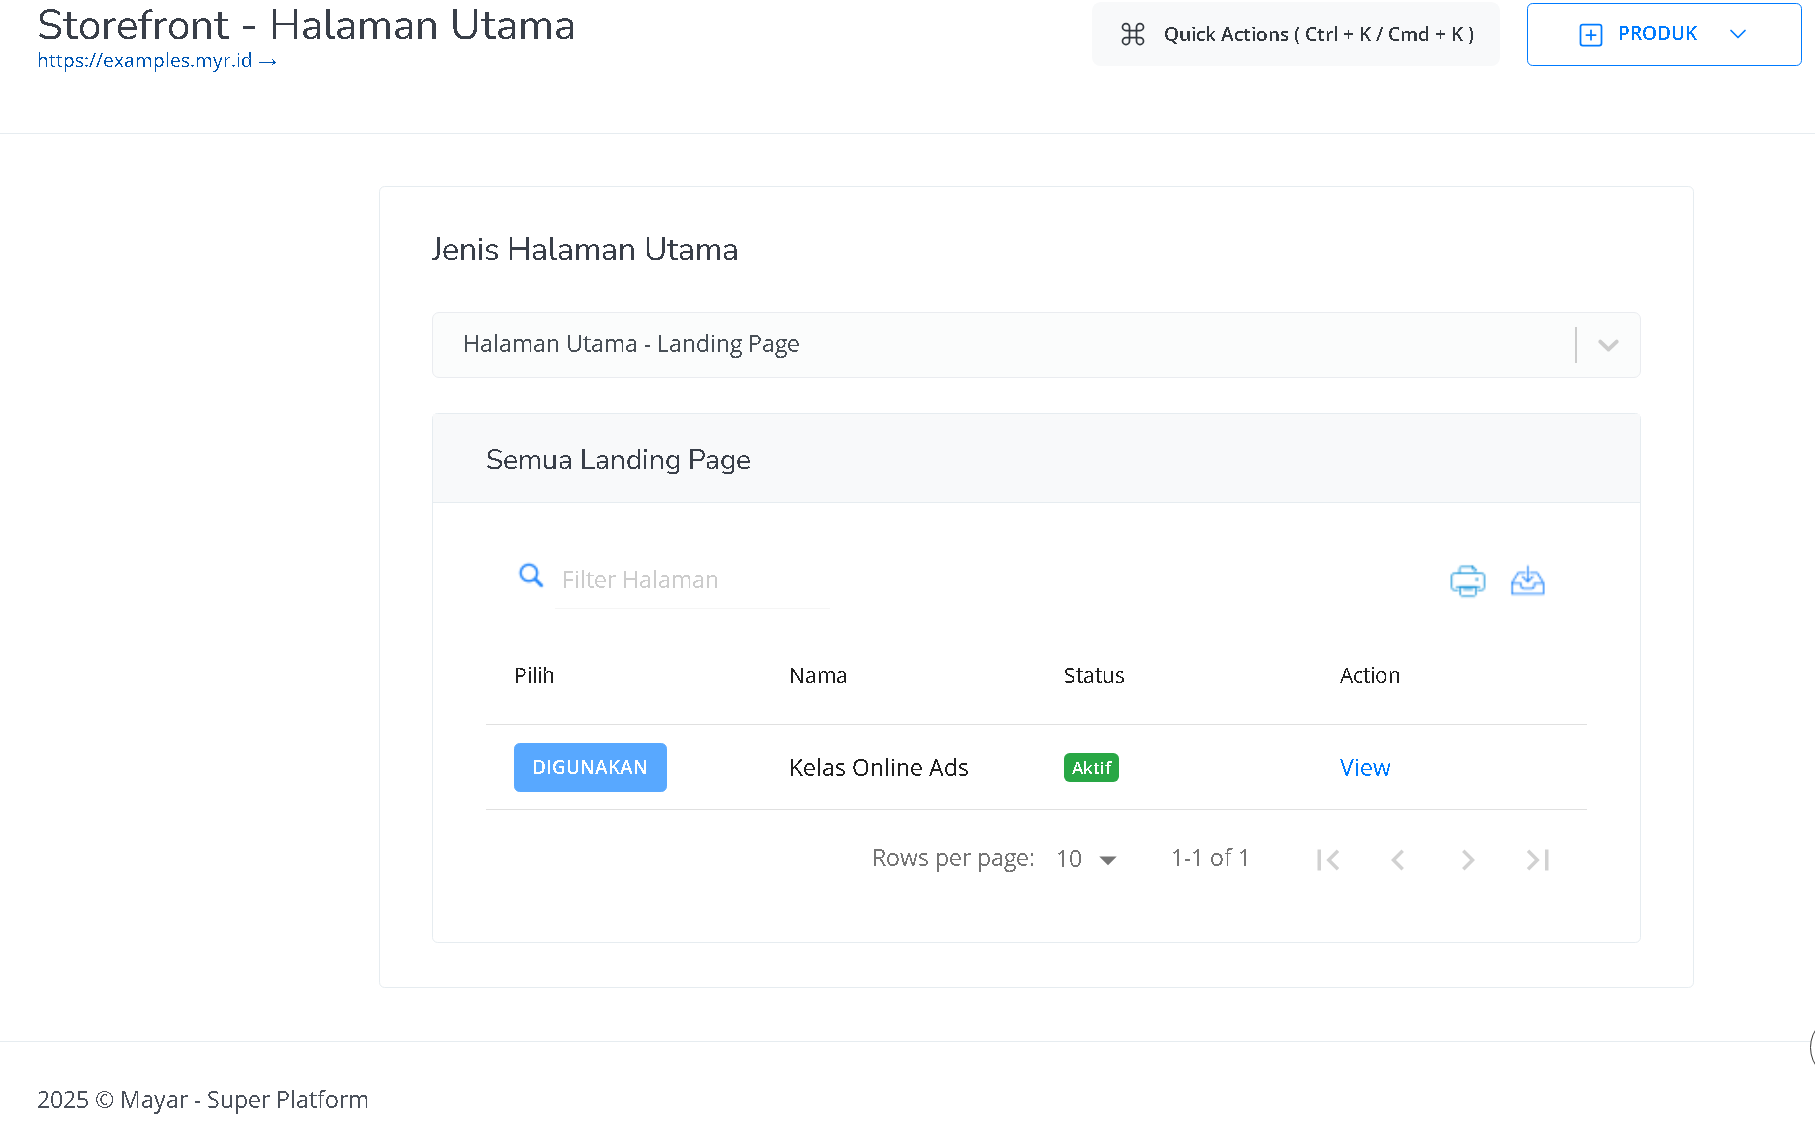 Storefront - Halaman Utama
https://examples.myr.id →
Quick Actions ( Ctrl + K / Cmd + K )
PRODUK
Jenis Halaman Utama
Halaman Utama - Landing Page
Semua Landing Page
Filter Halaman
Pilih Nama Status Action
DIGUNAKAN Kelas Online Ads Aktif View
Rows per page: 10 1-1 of 1
2025 © Mayar - Super Platform